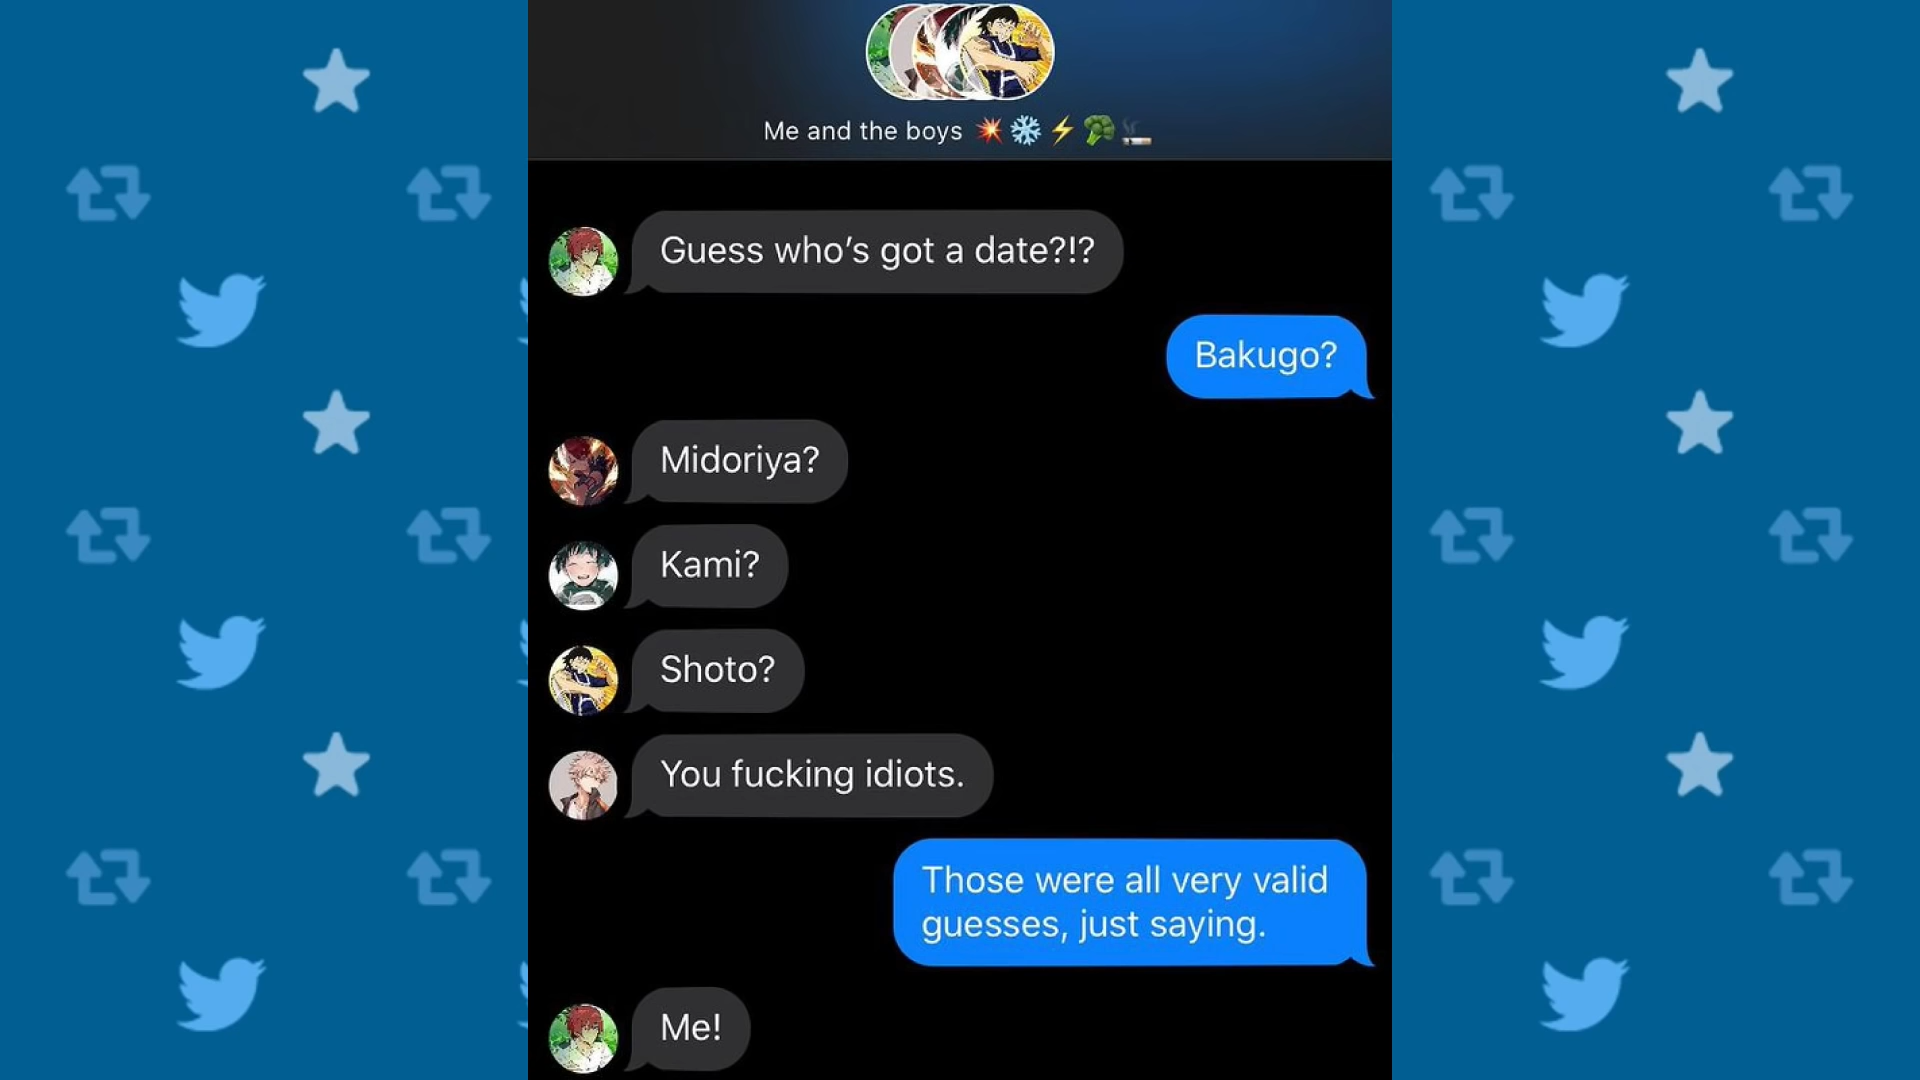 Me and the boys 💥❄️⚡🥦🚬
Guess who’s got a date?!?
Bakugo?
Midoriya?
Kami?
Shoto?
You fucking idiots.
Those were all very valid
guesses, just saying.
Me!